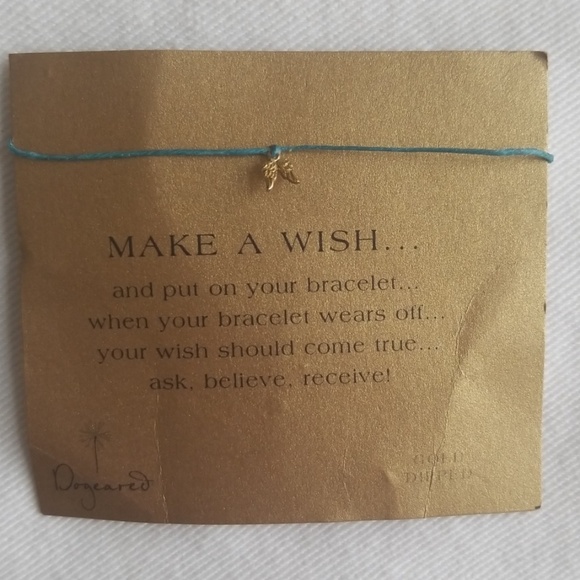 MAKE A WISH...
and put on your bracelet...
when your bracelet wears off...
your wish should come true...
ask, believe, receive!
Dogeared
GOLD
DIPPED